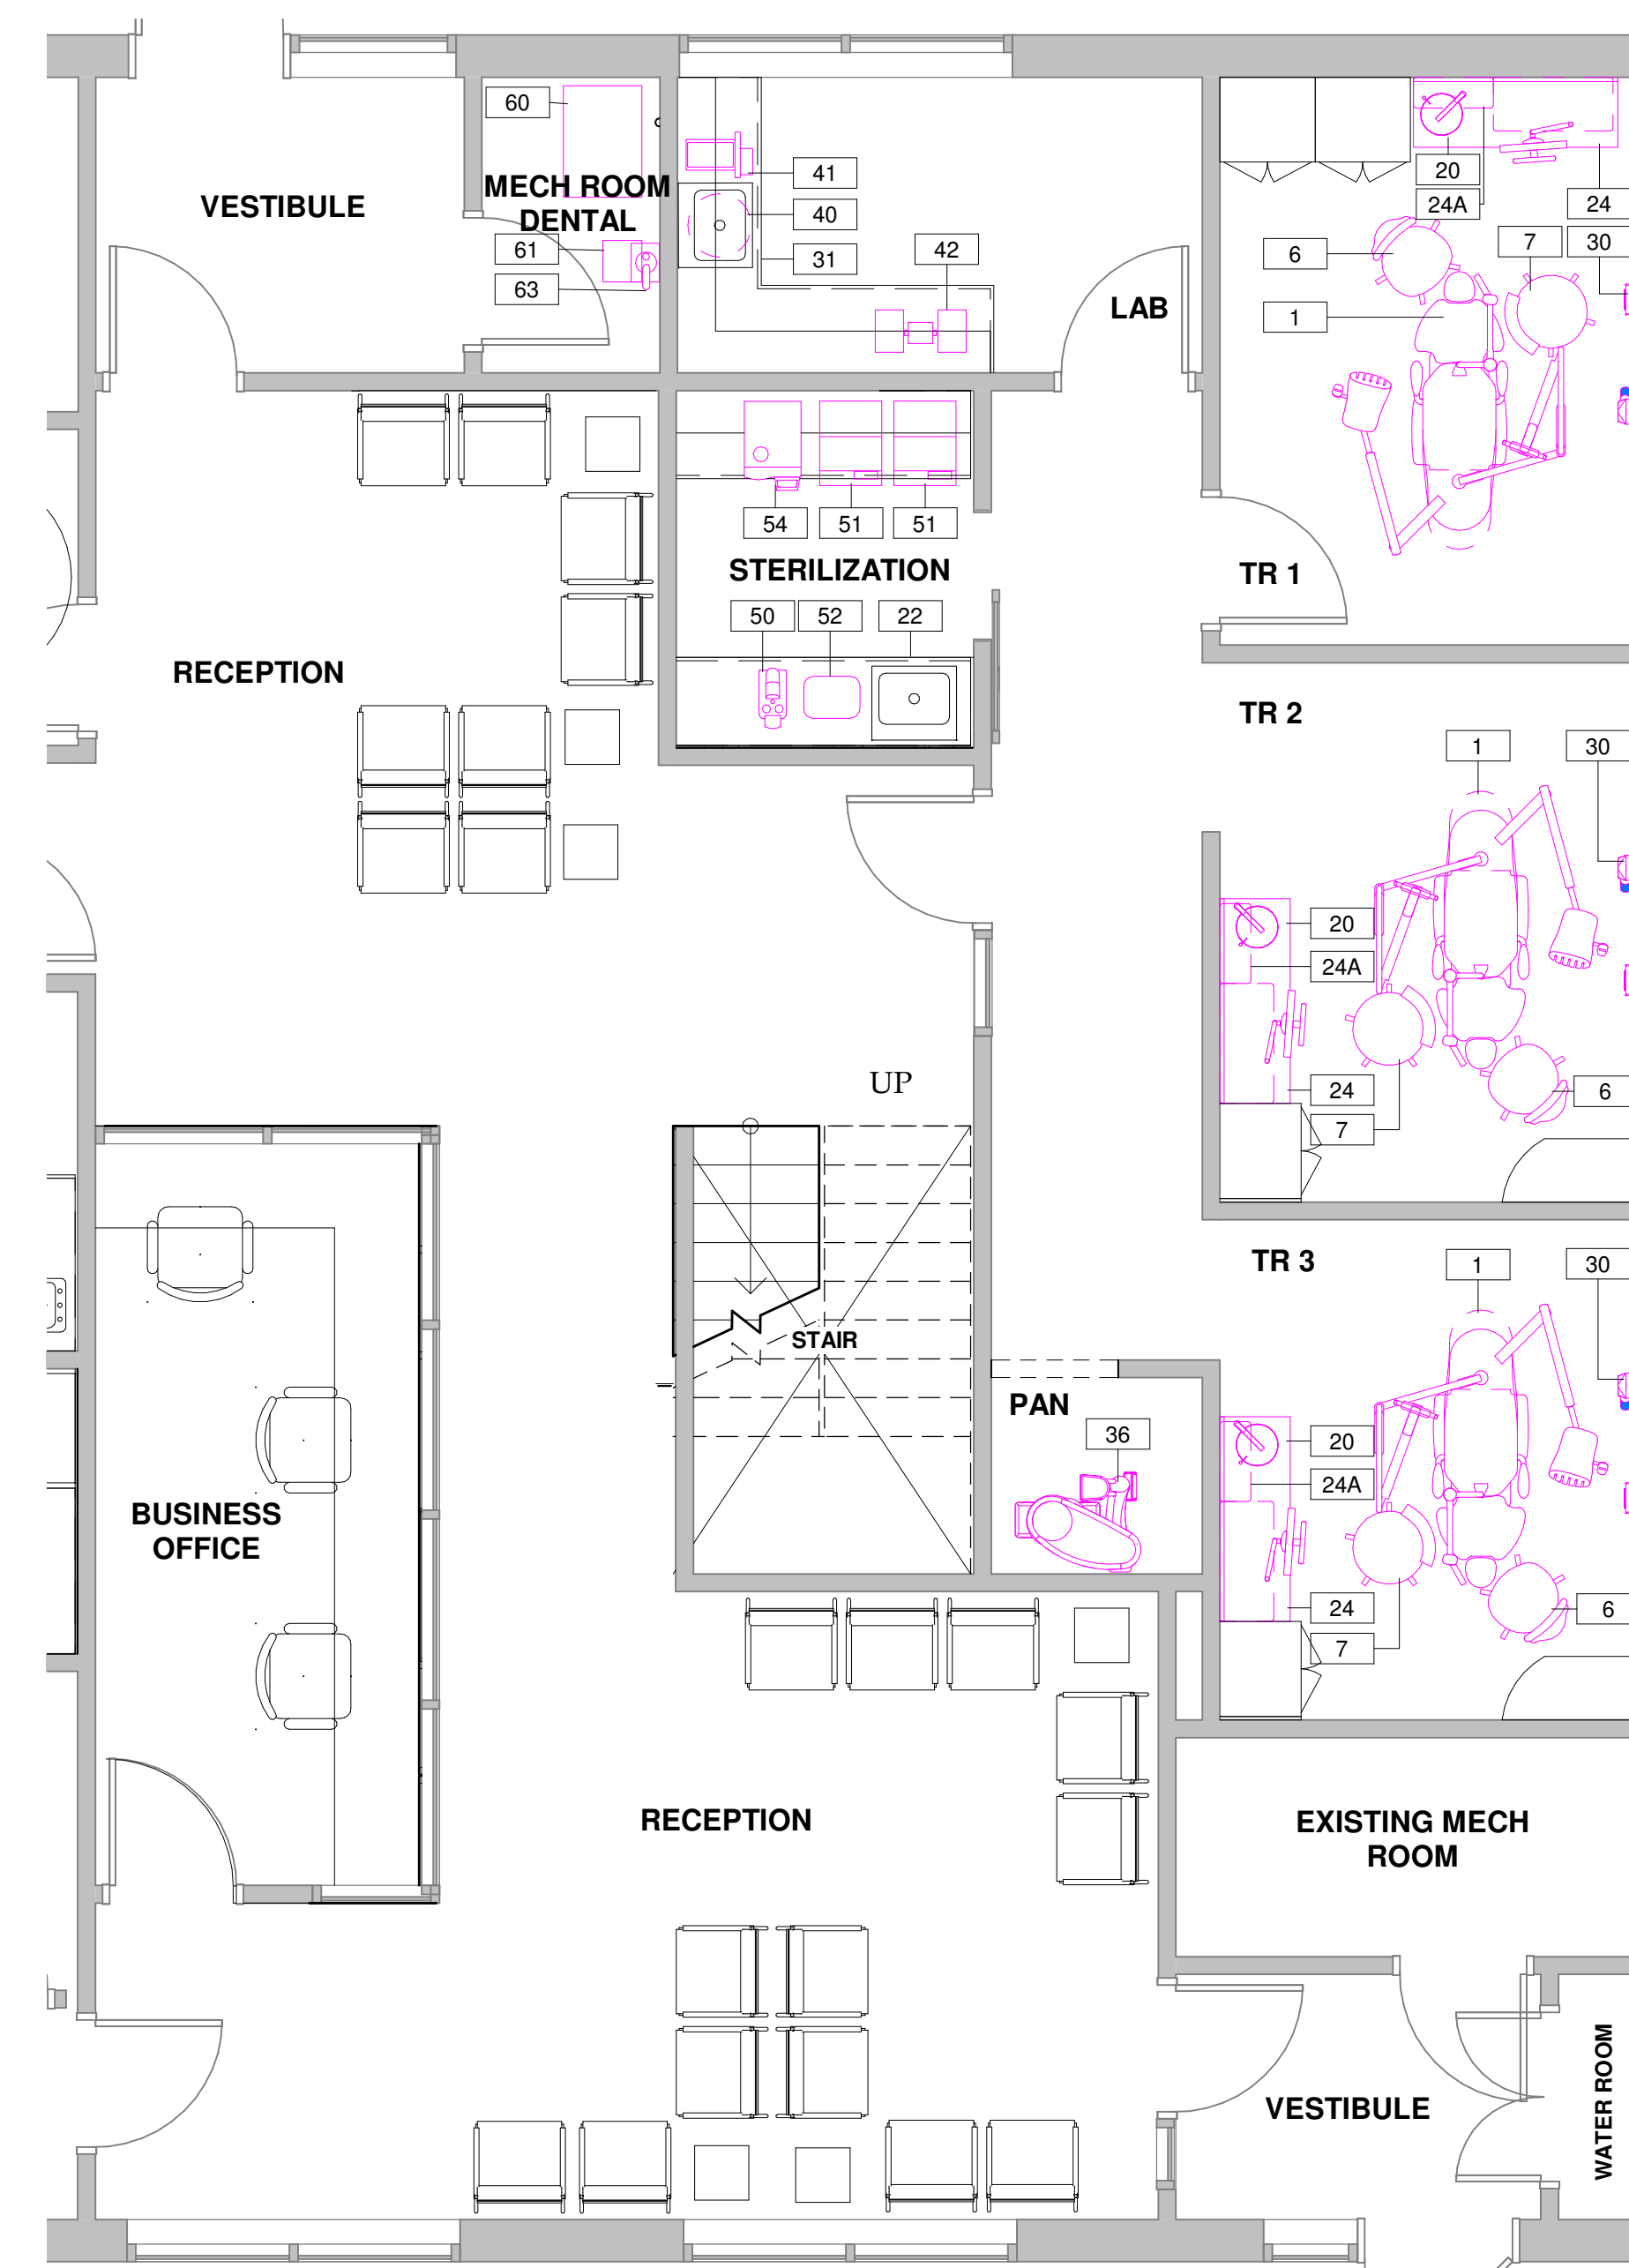 60
MECH ROOM
DENTAL
61
63
VESTIBULE
41
40
31
42
LAB
20
24A
24
6
7
30
1
54
51
51
STERILIZATION
50
52
22
TR 1
RECEPTION
TR 2
1
30
20
24A
24
7
6
UP
STAIR
TR 3
1
30
20
24A
24
7
6
PAN
36
BUSINESS
OFFICE
RECEPTION
EXISTING MECH
ROOM
VESTIBULE
WATER ROOM